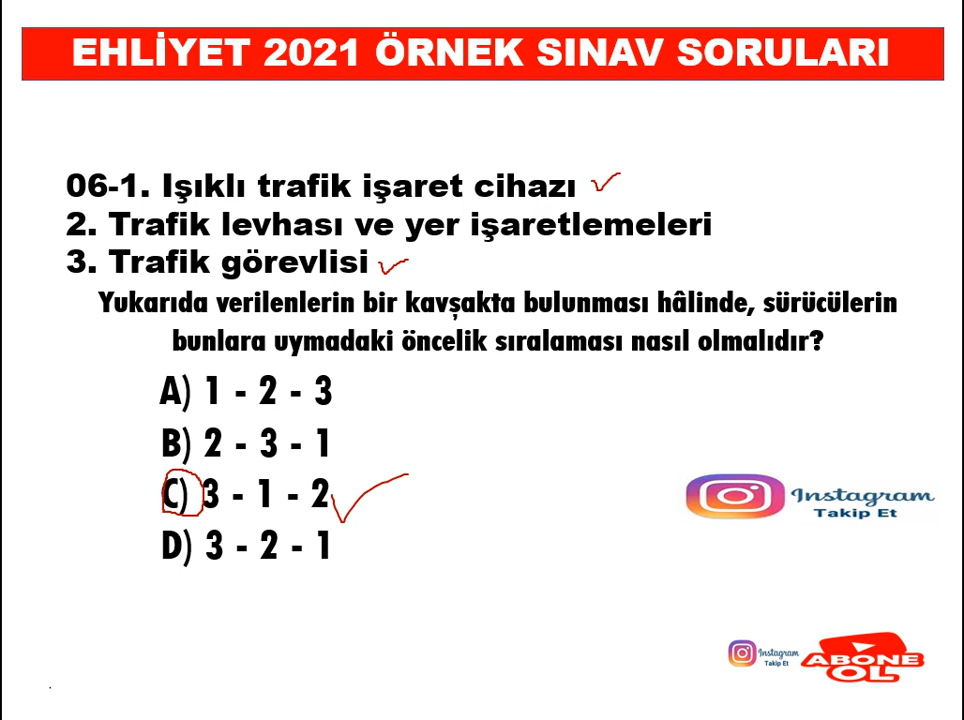 EHLİYET 2021 ÖRNEK SINAV SORULARI
06-1. Işıklı trafik işaret cihazı
2. Trafik levhası ve yer işaretlemeleri
3. Trafik görevlisi
Yukarıda verilenlerin bir kavşakta bulunması hâlinde, sürücülerin
bunlara uymadaki öncelik sıralaması nasıl olmalıdır?
A) 1 - 2 - 3
B) 2 - 3 - 1
C) 3 - 1 - 2
D) 3 - 2 - 1
Instagram
Takip Et
Instagram
Takip Et
ABONE
OL